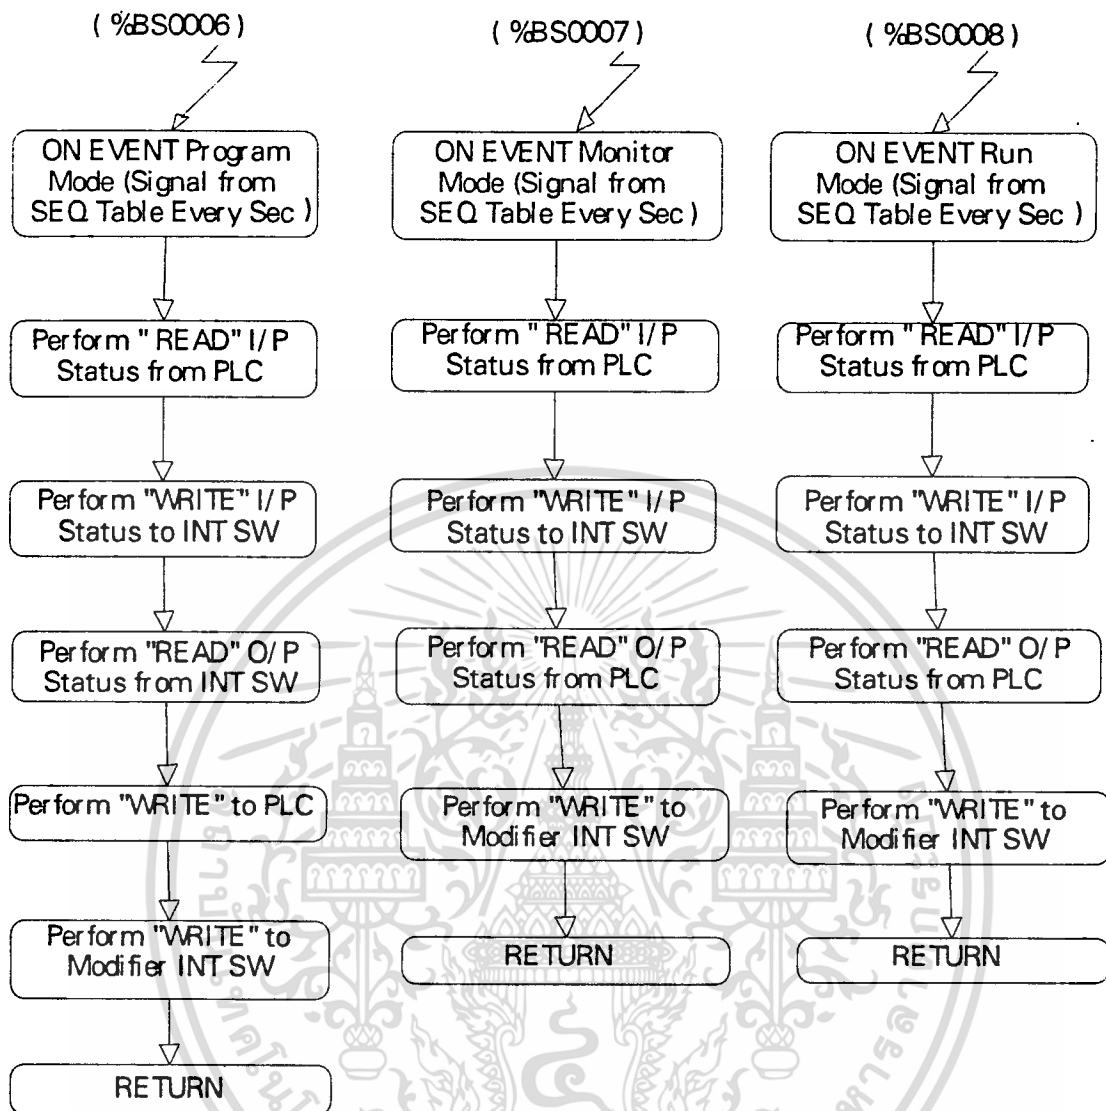 ( %BS0006)
ON EVENT Program
Mode (Signal from
SEQ Table Every Sec )
Perform "READ" I/P
Status from PLC
Perform "WRITE" I/P
Status to INT SW
Perform "READ" O/P
Status from INT SW
Perform "WRITE" to PLC
Perform "WRITE" to
Modifier INT SW
RETURN
( %BS0007)
ON EVENT Monitor
Mode (Signal from
SEQ Table Every Sec )
Perform "READ" I/P
Status from PLC
Perform "WRITE" I/P
Status to INT SW
Perform "READ" O/P
Status from PLC
Perform "WRITE" to
Modifier INT SW
RETURN
( %BS0008)
ON EVENT Run
Mode (Signal from
SEQ Table Every Sec )
Perform "READ" I/P
Status from PLC
Perform "WRITE" I/P
Status to INT SW
Perform "READ" O/P
Status from PLC
Perform "WRITE" to
Modifier INT SW
RETURN